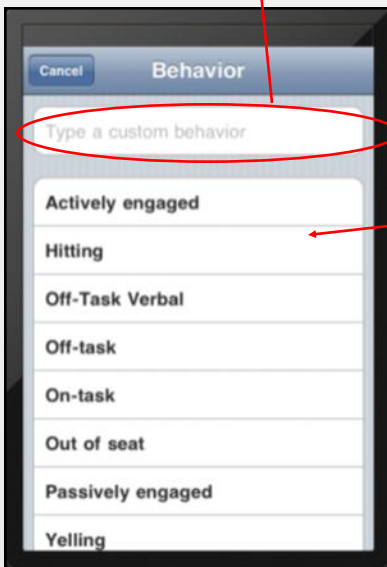 Cancel Behavior
Type a custom behavior
Actively engaged
Hitting
Off-Task Verbal
Off-task
On-task
Out of seat
Passively engaged
Yelling